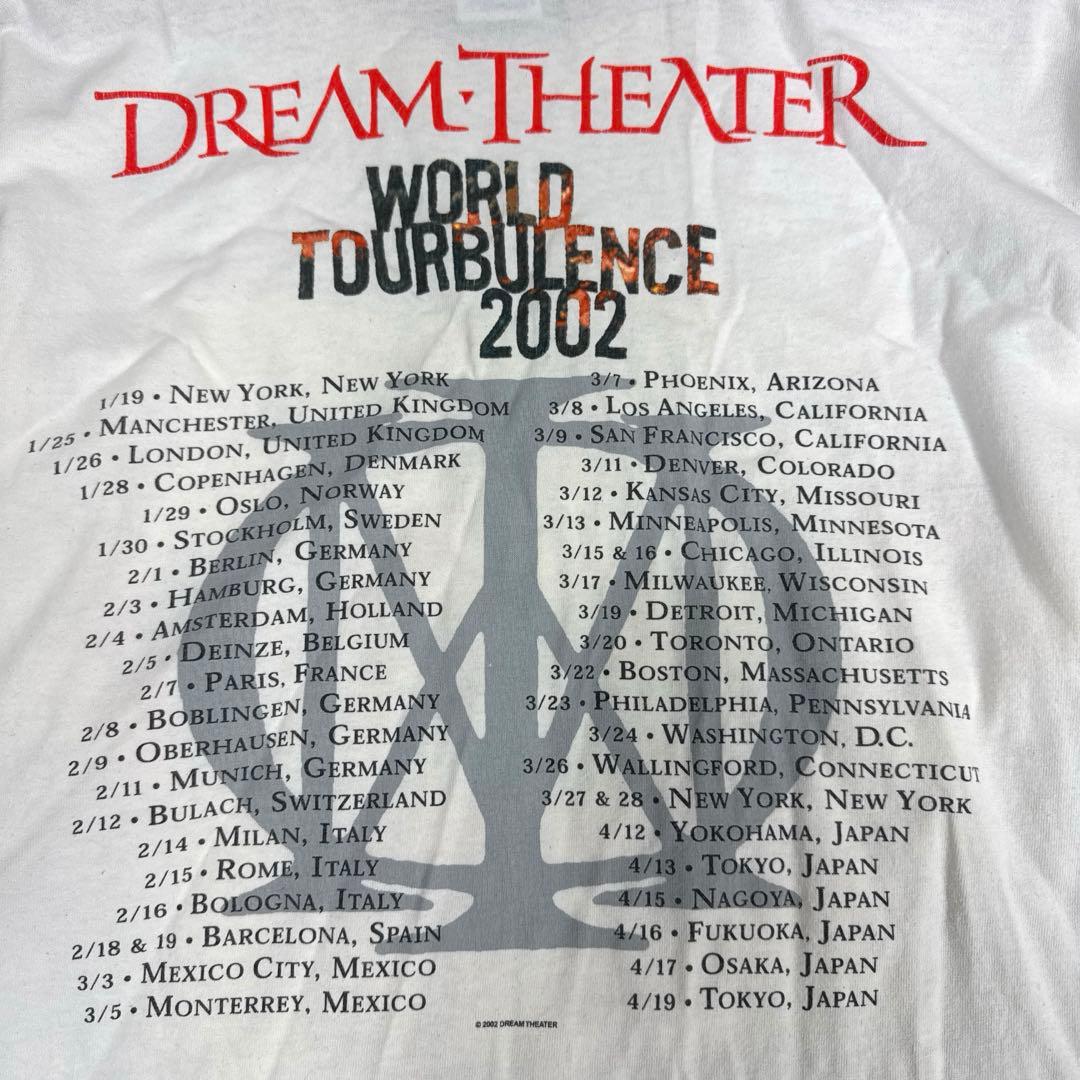 DREAM THEATER
WORLD
TOURBULENCE
2002
1/19 • NEW YORK, NEW YORK
1/25 • MANCHESTER, UNITED KINGDOM
1/26 • LONDON, UNITED KINGDOM
1/28 • COPENHAGEN, DENMARK
1/29 • OSLO, NORWAY
1/30 • STOCKHOLM, SWEDEN
2/1 • BERLIN, GERMANY
2/3 • HAMBURG, GERMANY
2/4 • AMSTERDAM, HOLLAND
2/5 • DEINZE, BELGIUM
2/7 • PARIS, FRANCE
2/8 • BOBLINGEN, GERMANY
2/9 • OBERHAUSEN, GERMANY
2/11 • MUNICH, GERMANY
2/12 • BULACH, SWITZERLAND
2/14 • MILAN, ITALY
2/15 • ROME, ITALY
2/16 • BOLOGNA, ITALY
2/18 & 19 • BARCELONA, SPAIN
3/3 • MEXICO CITY, MEXICO
3/5 • MONTERREY, MEXICO
3/7 • PHOENIX, ARIZONA
3/8 • LOS ANGELES, CALIFORNIA
3/9 • SAN FRANCISCO, CALIFORNIA
3/11 • DENVER, COLORADO
3/12 • KANSAS CITY, MISSOURI
3/13 • MINNEAPOLIS, MINNESOTA
3/15 & 16 • CHICAGO, ILLINOIS
3/17 • MILWAUKEE, WISCONSIN
3/19 • DETROIT, MICHIGAN
3/20 • TORONTO, ONTARIO
3/22 • BOSTON, MASSACHUSETTS
3/23 • PHILADELPHIA, PENNSYLVANIA
3/24 • WASHINGTON, D.C.
3/26 • WALLINGFORD, CONNECTICUT
3/27 & 28 • NEW YORK, NEW YORK
4/12 • YOKOHAMA, JAPAN
4/13 • TOKYO, JAPAN
4/15 • NAGOYA, JAPAN
4/16 • FUKUOKA, JAPAN
4/17 • OSAKA, JAPAN
4/19 • TOKYO, JAPAN
© 2002 DREAM THEATER